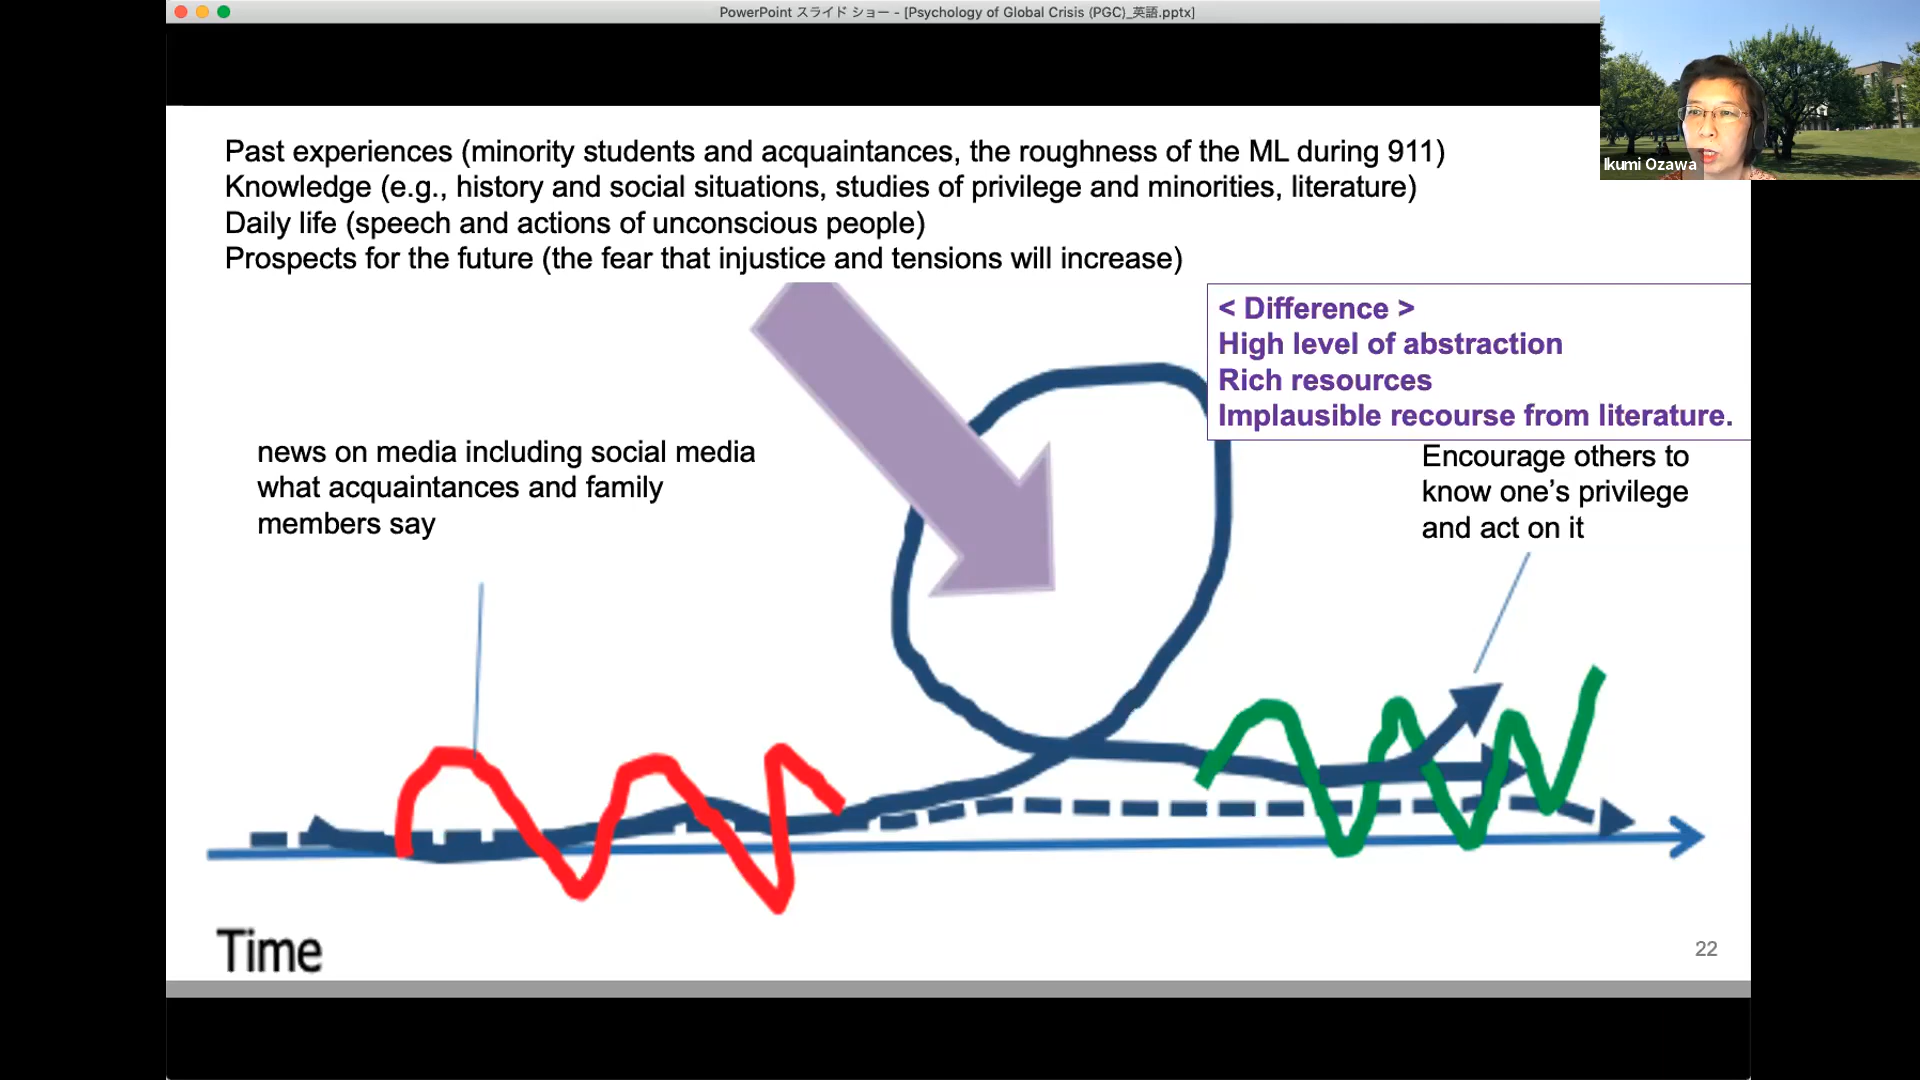 PowerPoint スライド ショー - [Psychology of Global Crisis (PGC)_英語.pptx]
Ikumi Ozawa
Past experiences (minority students and acquaintances, the roughness of the ML during 911)
Knowledge (e.g., history and social situations, studies of privilege and minorities, literature)
Daily life (speech and actions of unconscious people)
Prospects for the future (the fear that injustice and tensions will increase)
< Difference >
High level of abstraction
Rich resources
Implausible recourse from literature.
news on media including social media
what acquaintances and family
members say
Encourage others to
know one’s privilege
and act on it
Time
22